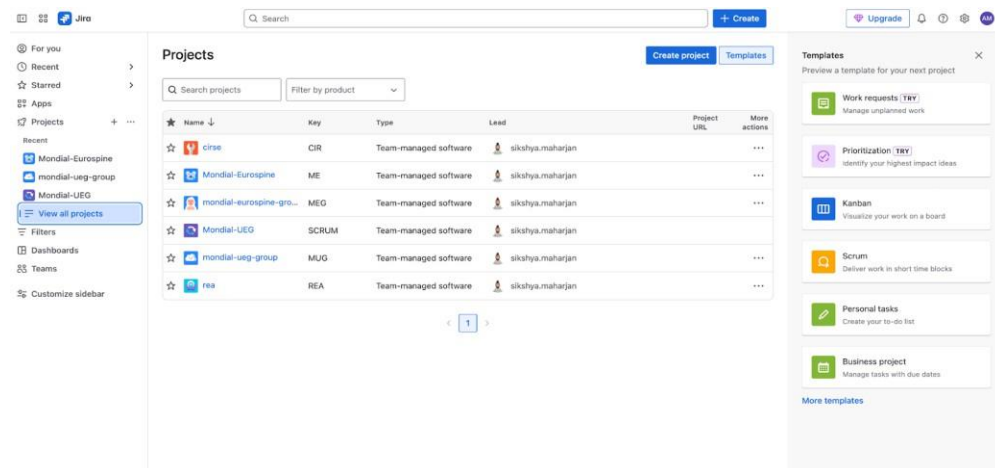 Jira
Search
+ Create
Upgrade
AM
For you
Recent
Starred
Apps
Projects
Recent
Mondial-Eurospine
mondial-ueg-group
Mondial-UEG
View all projects
Filters
Dashboards
Teams
Customize sidebar
Projects
Create project
Templates
Search projects
Filter by product
Name Key Type Lead Project URL More actions
cirse CIR Team-managed software sikshya.maharjan
Mondial-Eurospine ME Team-managed software sikshya.maharjan
mondial-eurospine-gro... MEG Team-managed software sikshya.maharjan
Mondial-UEG SCRUM Team-managed software sikshya.maharjan
mondial-ueg-group MUG Team-managed software sikshya.maharjan
rea REA Team-managed software sikshya.maharjan
1
Templates
Preview a template for your next project
Work requests TRY
Manage unplanned work
Prioritization TRY
Identify your highest impact ideas
Kanban
Visualize your work on a board
Scrum
Deliver work in short time blocks
Personal tasks
Create your to-do list
Business project
Manage tasks with due dates
More templates